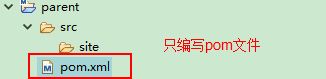 parent
src
site
只编写pom文件
pom.xml